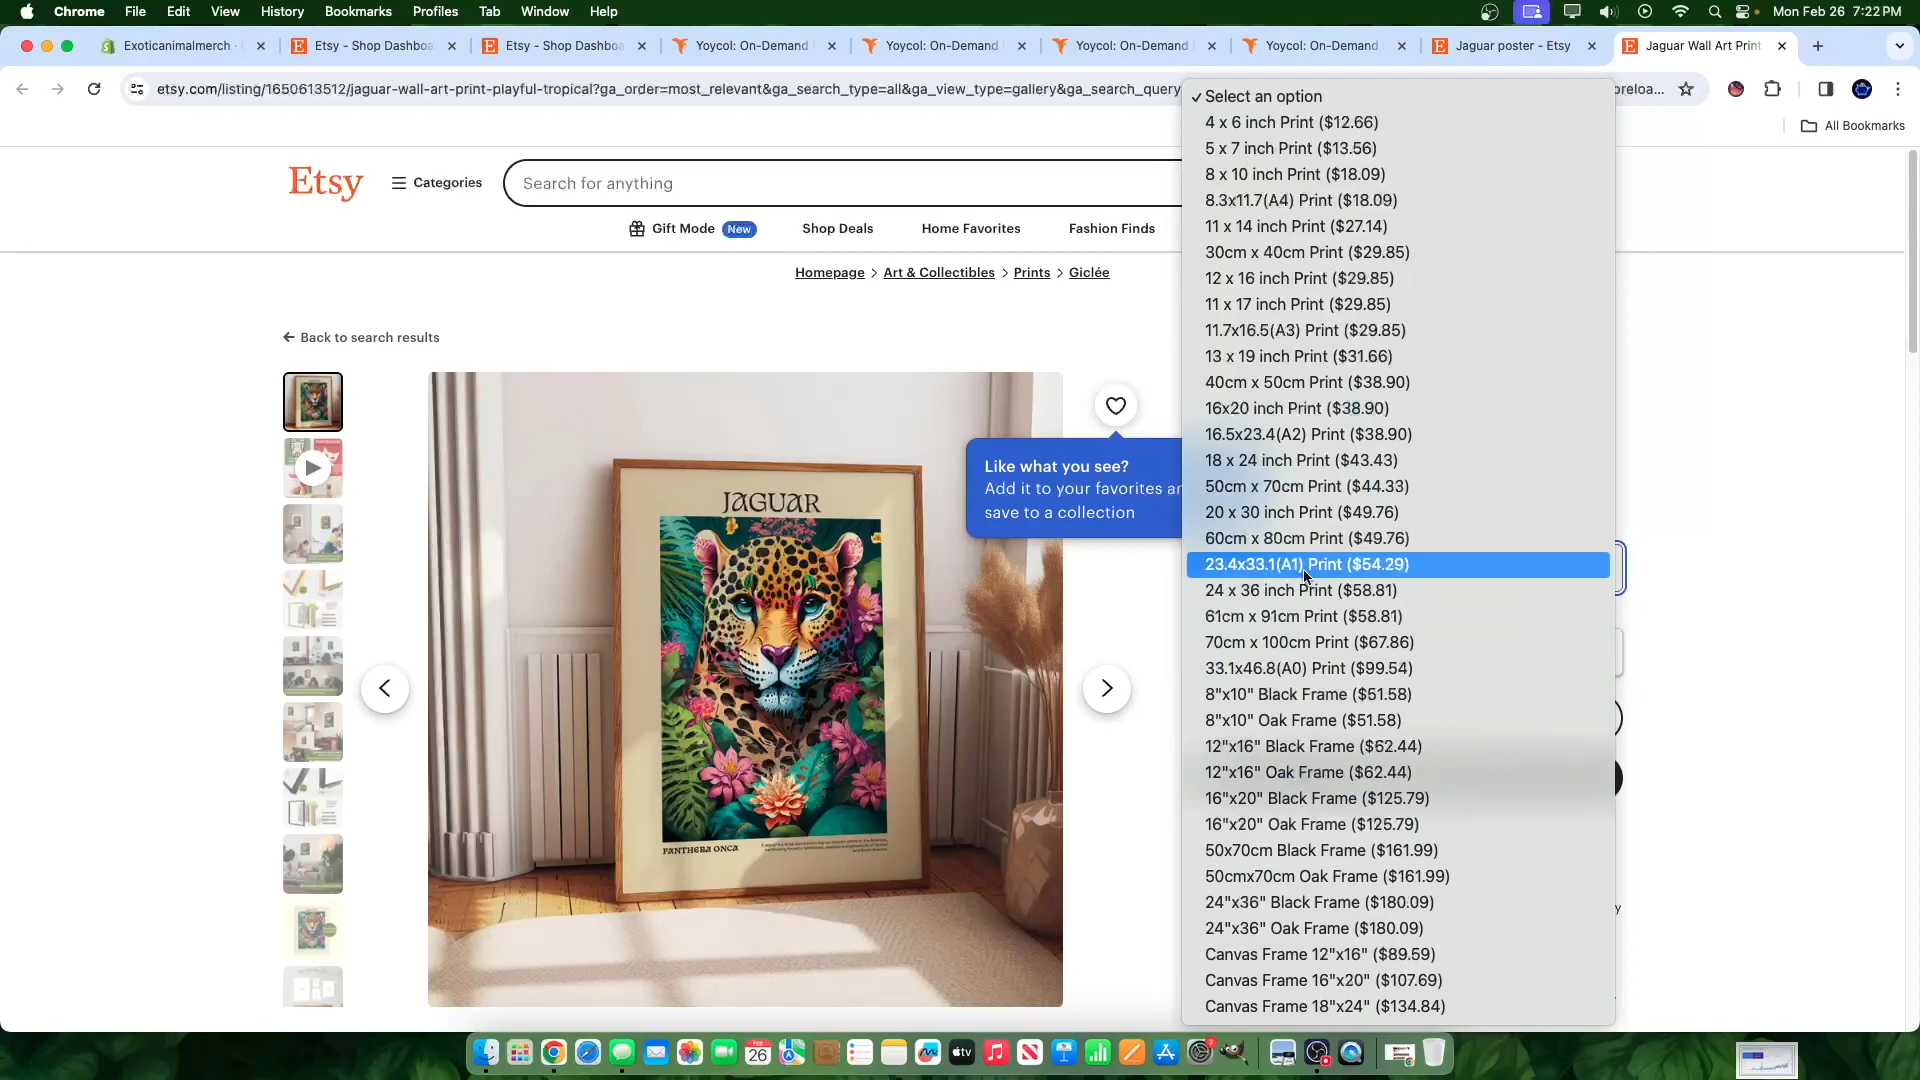 Chrome File Edit View History Bookmarks Profiles Tab Window Help Mon Feb 26 7:22 PM
Exoticanimalmerch · Etsy - Shop Dashboa Etsy - Shop Dashboa Yoycol: On-Demand Yoycol: On-Demand Yoycol: On-Demand Yoycol: On-Demand Jaguar poster - Etsy Jaguar Wall Art Print
etsy.com/listing/1650613512/jaguar-wall-art-print-playful-tropical?ga_order=most_relevant&ga_search_type=all&ga_view_type=gallery&ga_search_query preloa...
All Bookmarks
Etsy Categories Search for anything
Gift Mode New Shop Deals Home Favorites Fashion Finds
Homepage > Art & Collectibles > Prints > Giclée
Back to search results
JAGUAR
PANTHERA ONCA
Like what you see?
Add it to your favorites an
save to a collection
✓ Select an option
4 x 6 inch Print ($12.66)
5 x 7 inch Print ($13.56)
8 x 10 inch Print ($18.09)
8.3x11.7(A4) Print ($18.09)
11 x 14 inch Print ($27.14)
30cm x 40cm Print ($29.85)
12 x 16 inch Print ($29.85)
11 x 17 inch Print ($29.85)
11.7x16.5(A3) Print ($29.85)
13 x 19 inch Print ($31.66)
40cm x 50cm Print ($38.90)
16x20 inch Print ($38.90)
16.5x23.4(A2) Print ($38.90)
18 x 24 inch Print ($43.43)
50cm x 70cm Print ($44.33)
20 x 30 inch Print ($49.76)
60cm x 80cm Print ($49.76)
23.4x33.1(A1) Print ($54.29)
24 x 36 inch Print ($58.81)
61cm x 91cm Print ($58.81)
70cm x 100cm Print ($67.86)
33.1x46.8(A0) Print ($99.54)
8"x10" Black Frame ($51.58)
8"x10" Oak Frame ($51.58)
12"x16" Black Frame ($62.44)
12"x16" Oak Frame ($62.44)
16"x20" Black Frame ($125.79)
16"x20" Oak Frame ($125.79)
50x70cm Black Frame ($161.99)
50cmx70cm Oak Frame ($161.99)
24"x36" Black Frame ($180.09)
24"x36" Oak Frame ($180.09)
Canvas Frame 12"x16" ($89.59)
Canvas Frame 16"x20" ($107.69)
Canvas Frame 18"x24" ($134.84)
y
FEB
26
tv
2